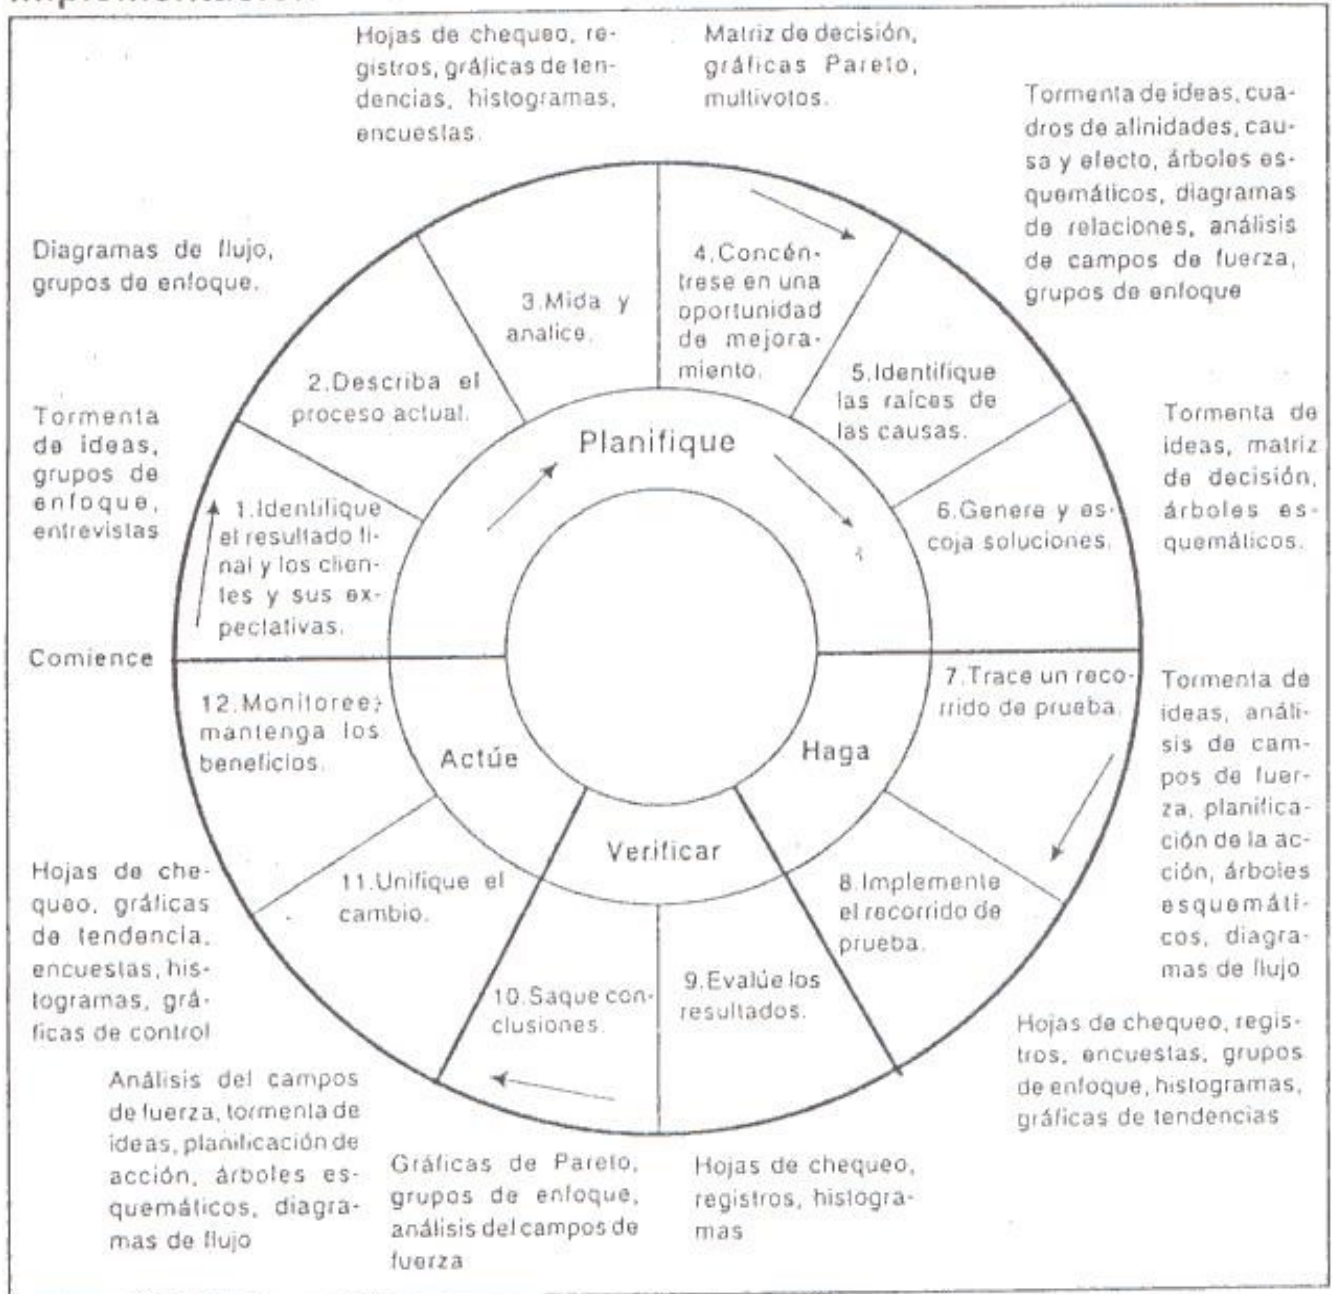 Hojas de chequeo, re-
gistros, gráficas de ten-
dencias, histogramas,
encuestas.
Matriz de decisión,
gráficas Pareto,
multivotos.
Tormenta de ideas, cua-
dros de afinidades, cau-
sa y efecto, árboles es-
quemáticos, diagramas
de relaciones, análisis
de campos de fuerza,
grupos de enfoque
Diagramas de flujo,
grupos de enfoque.
Tormenta
de ideas,
grupos de
enfoque,
entrevistas
Comience
1.Identifique
el resultado fi-
nal y los clien-
tes y sus ex-
pectativas.
2.Describa el
proceso actual.
3.Mida y
analice.
4.Concén-
trese en una
oportunidad
de mejora-
miento.
5.Identifique
las raíces de
las causas.
6.Genere y es-
coja soluciones.
Tormenta de
ideas, matriz
de decisión,
árboles es-
quemáticos.
Planifique
7.Trace un reco-
rrido de prueba.
Tormenta de
ideas, análi-
sis de cam-
pos de fuer-
za, planifica-
ción de la ac-
ción, árboles
esquemáti-
cos, diagra-
mas de flujo
Haga
8.Implemente
el recorrido de
prueba.
Hojas de chequeo, regis-
tros, encuestas, grupos
de enfoque, histogramas,
gráficas de tendencias
Verificar
9.Evalúe los
resultados.
Hojas de chequeo,
registros, histogra-
mas
10.Saque con-
clusiones.
Gráficas de Pareto,
grupos de enfoque,
análisis del campos de
fuerza
Actúe
11.Unifique el
cambio.
Análisis del campos
de fuerza, tormenta de
ideas, planificación de
acción, árboles es-
quemáticos, diagra-
mas de flujo
12.Monitoree
mantenga los
beneficios.
Hojas de che-
queo, gráficas
de tendencia,
encuestas, his-
togramas, grá-
ficas de control